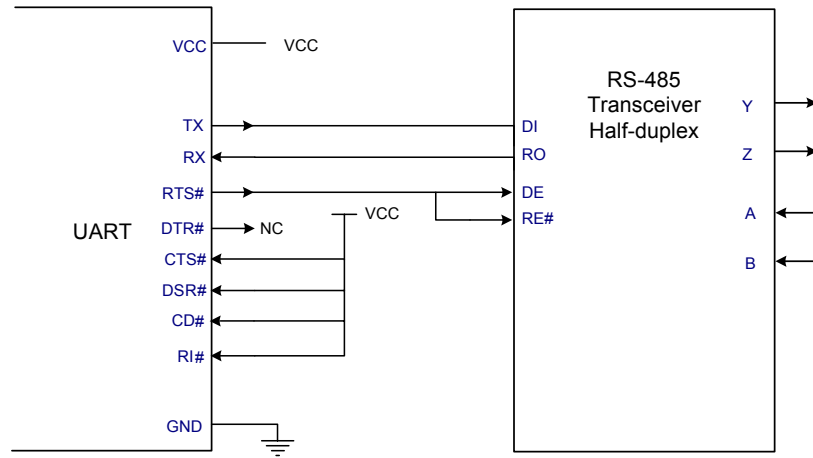 VCC
VCC
TX
RX
RTS#
DTR#
NC
VCC
UART
CTS#
DSR#
CD#
RI#
GND
RS-485
Transceiver
Half-duplex
DI
RO
DE
RE#
Y
Z
A
B